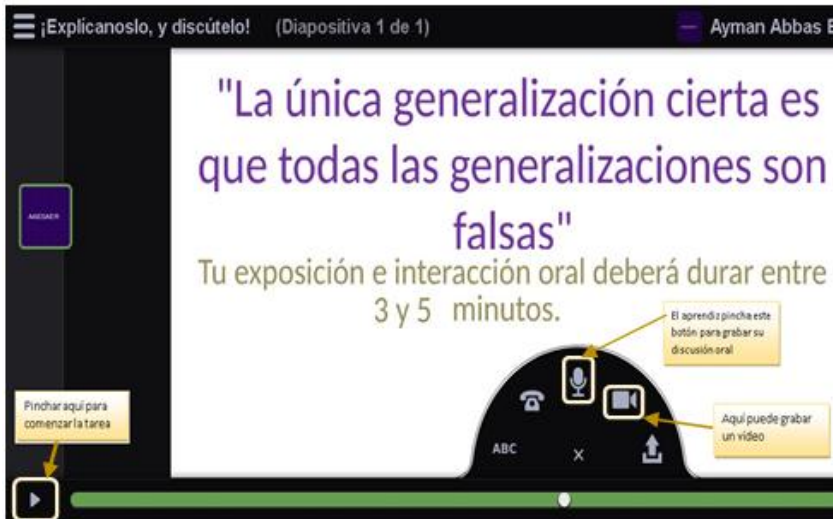 ¡Explicanoslo, y discútelo! (Diapositiva 1 de 1) Ayman Abbas E
"La única generalización cierta es
que todas las generalizaciones son
falsas"
Tu exposición e interacción oral deberá durar entre
3 y 5 minutos.
El aprendiz pincha este
botón para grabar su
discusión oral
Pinchar aquí para
comenzar la tarea
Aquí puede grabar
un vídeo
ABC
X